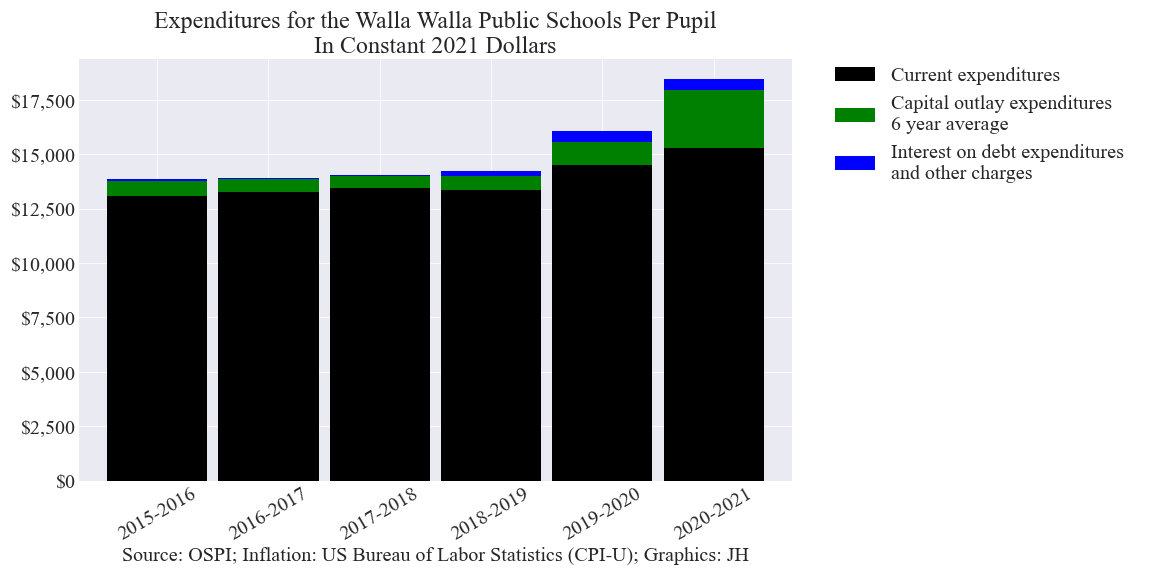 Expenditures for the Walla Walla Public Schools Per Pupil
In Constant 2021 Dollars
Current expenditures
Capital outlay expenditures
6 year average
Interest on debt expenditures
and other charges
$17,500
$15,000
$12,500
$10,000
$7,500
$5,000
$2,500
$0
2015-2016
2016-2017
2017-2018
2018-2019
2019-2020
2020-2021
Source: OSPI; Inflation: US Bureau of Labor Statistics (CPI-U); Graphics: JH